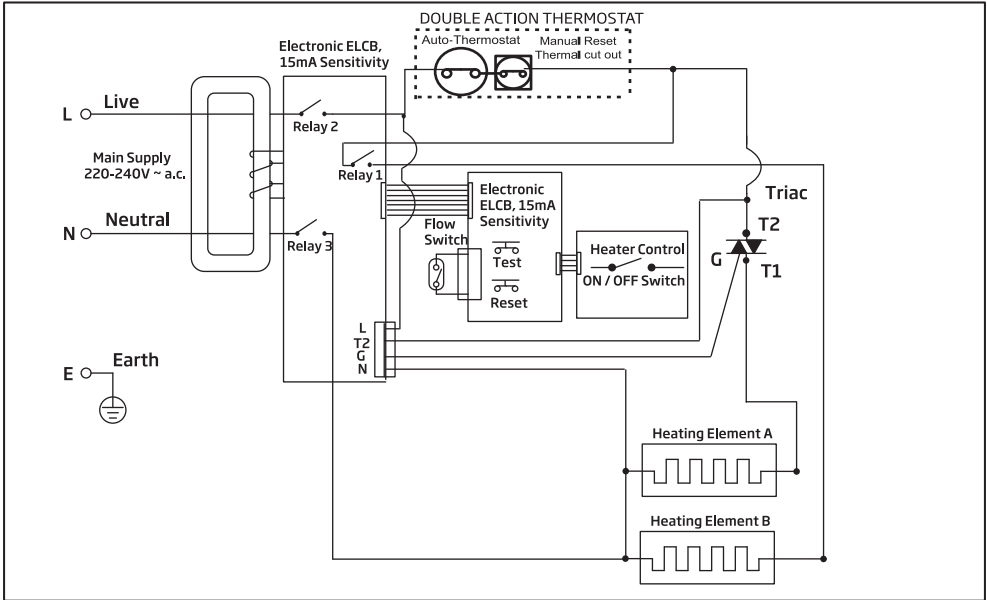 DOUBLE ACTION THERMOSTAT
Auto-Thermostat
Manual Reset
Thermal cut out
Electronic ELCB,
15mA Sensitivity
L
Live
Relay 2
Main Supply
220-240V ~ a.c.
Relay 1
N
Neutral
Relay 3
Electronic
ELCB, 15mA
Sensitivity
Flow
Switch
Test
Reset
Heater Control
ON / OFF Switch
Triac
T2
G
T1
L
T2
G
N
E
Earth
Heating Element A
Heating Element B